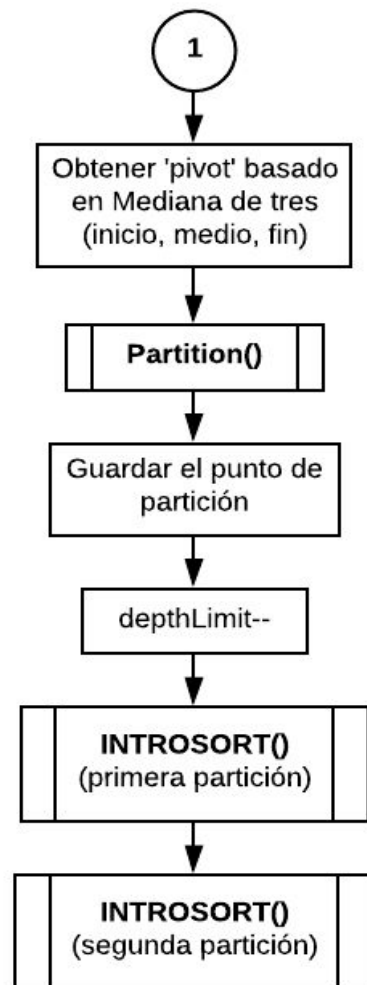 1
Obtener 'pivot' basado
en Mediana de tres
(inicio, medio, fin)
Partition()
Guardar el punto de
partición
depthLimit--
INTROSORT()
(primera partición)
INTROSORT()
(segunda partición)